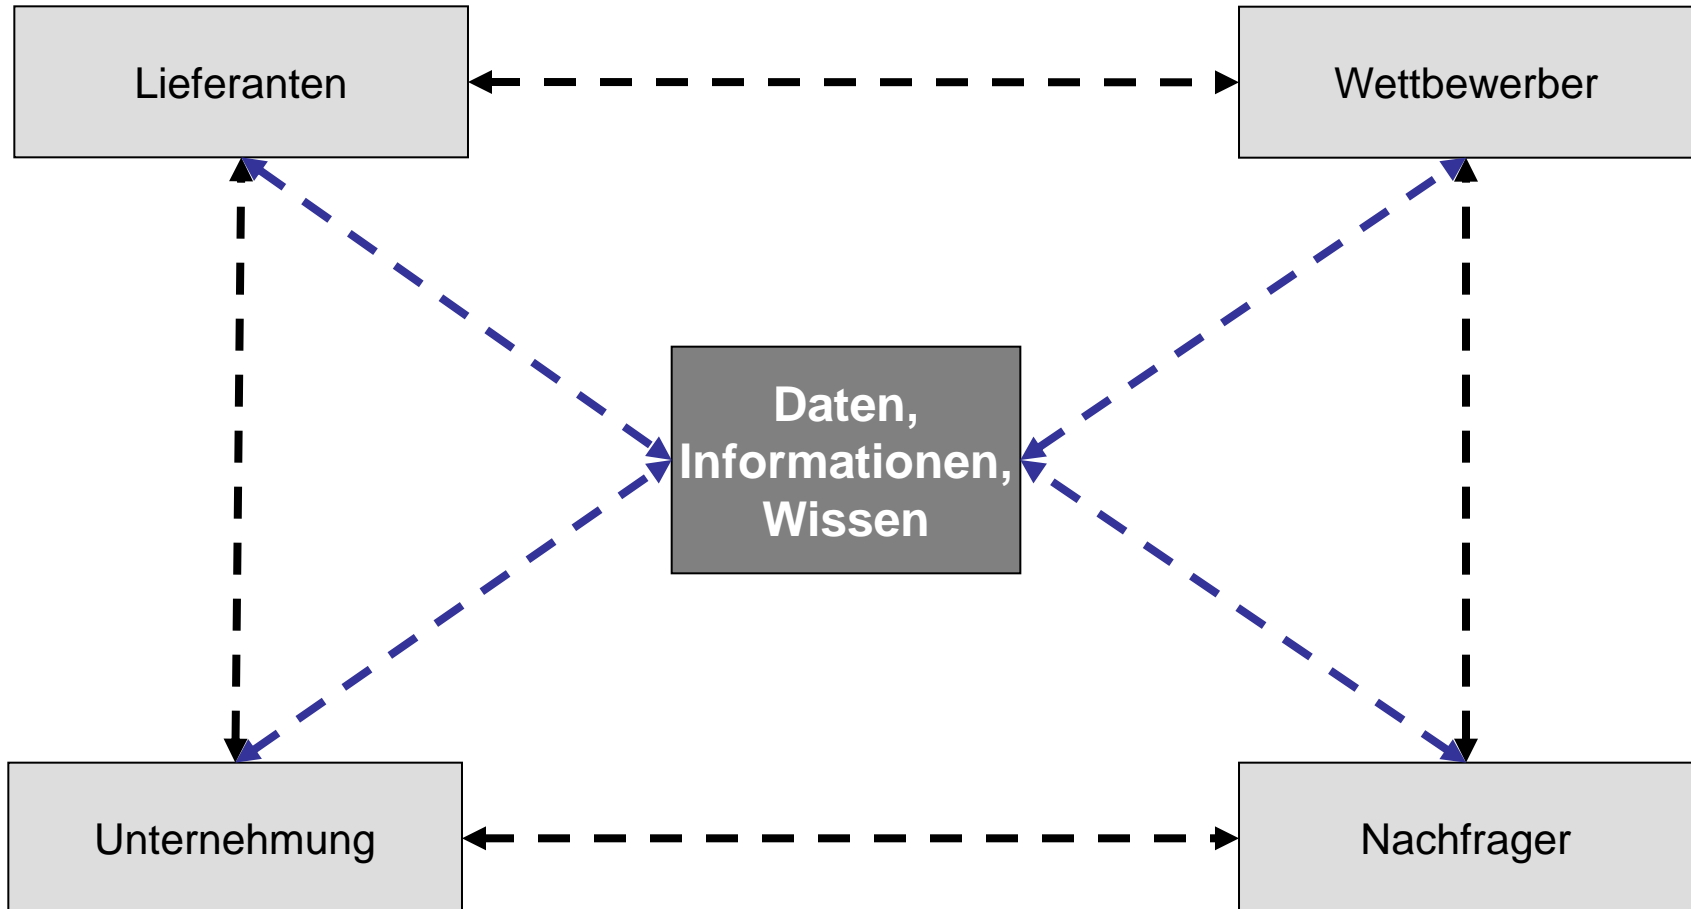 Lieferanten
Wettbewerber
Daten,
Informationen,
Wissen
Unternehmung
Nachfrager